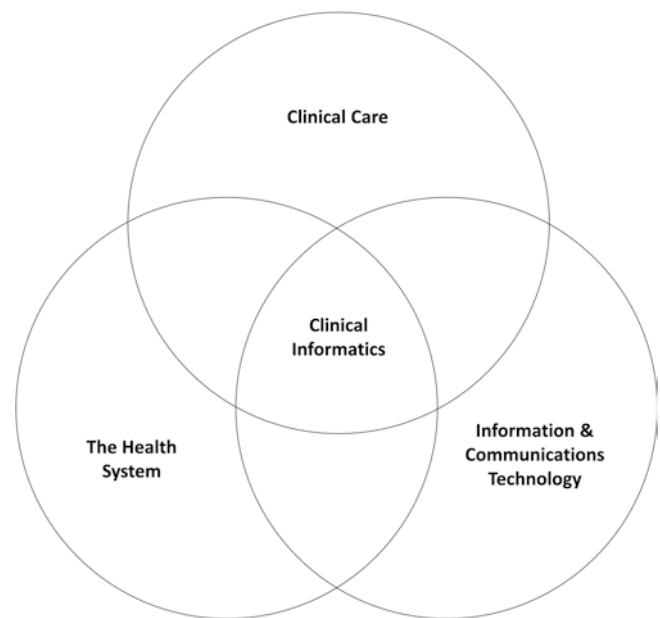 Clinical Care
Clinical
Informatics
The Health
System
Information &
Communications
Technology